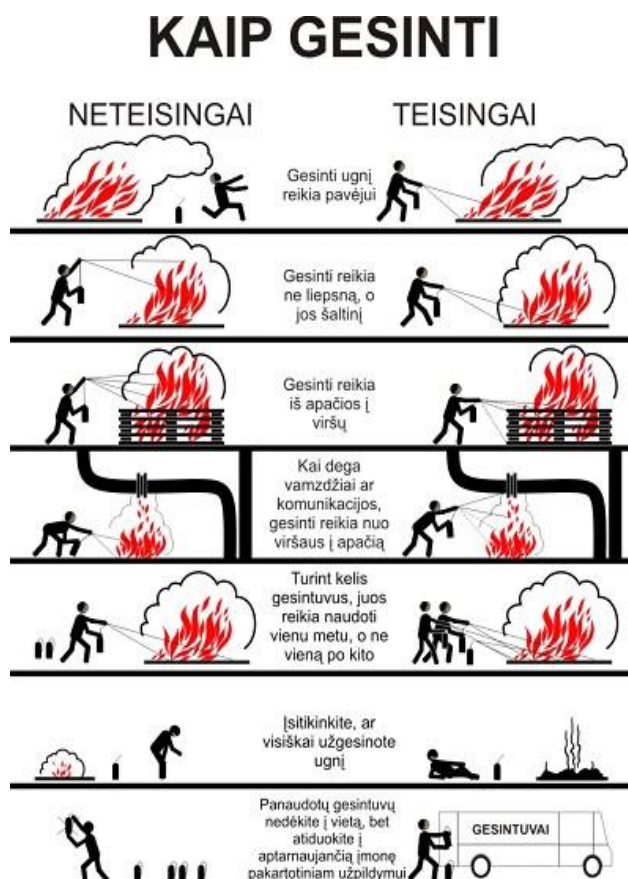 KAIP GESINTI
NETEISINGAI
TEISINGAI
Gesinti ugnį
reikia pavėjui
Gesinti reikia
ne liepsną, o
jos šaltinį
Gesinti reikia
iš apačios į
viršų
Kai dega
vamzdžiai ar
komunikacijos,
gesinti reikia nuo
viršaus į apačią
Turint kelis
gesintuvus, juos
reikia naudoti
vienu metu, o ne
vieną po kito
Įsitikinkite, ar
visiškai užgesinote
ugnį
Panaudotų gesintuvų
nedėkite į vietą, bet
atiduokite į
aptarnaujančią įmonę
pakartotiniam užpildymui
GESINTUVAI